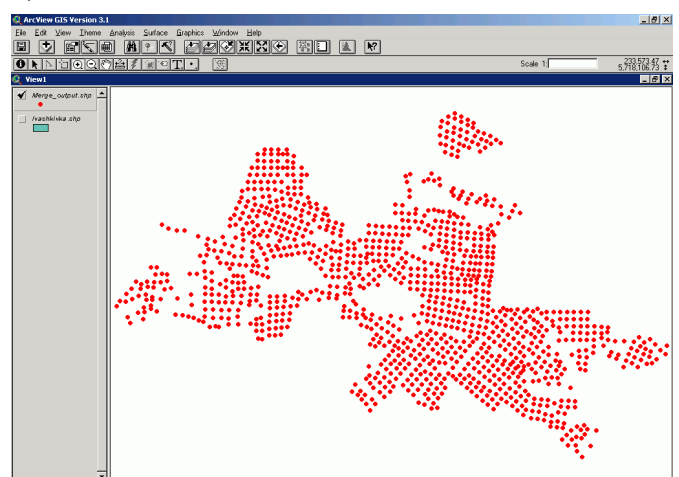 ArcView GIS Version 3.1
File Edit View Theme Analysis Surface Graphics Window Help
Scale 1:
233,573.47
5,718,106.73
View1
Merge_output.shp
Ivashkivka.shp